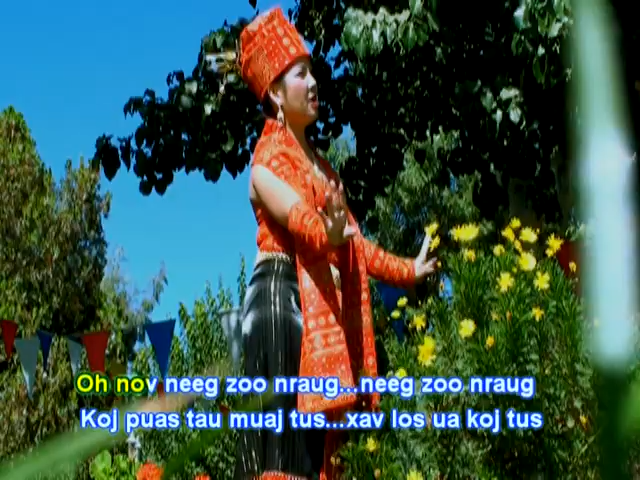 Oh nov neeg zoo nraug...neeg zoo nraug
Koj puas tau muaj tus...xav los ua koj tus